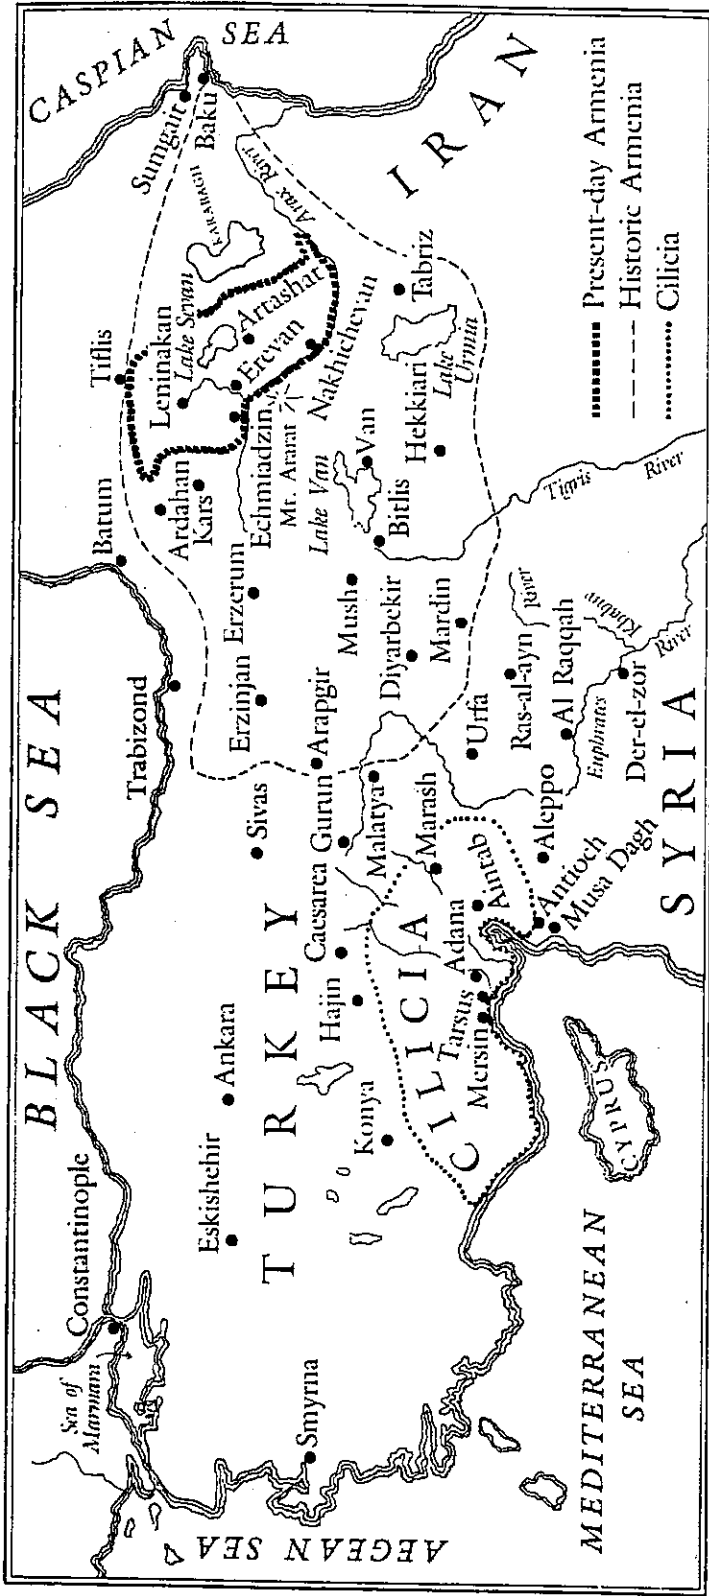 BLACK SEA
CASPIAN
SEA
Constantinople
Sea of
Marmara
Trabizond
Batum
Tiflis
Sumgait
Baku
Ardahan
Kars
Leninakan
Lake Sevan
KARABAGH
Eskishehir
Ankara
Sivas
Erzinjan
Erzerum
Echmiadzin
Mt. Ararat
Erevan
Artashat
Arax River
TURKEY
Caesarea
Gurun
Arapgir
Mush
Lake Van
Nakhichevan
IRAN
Smyrna
Konya
Hajin
Malatya
Diyarbekir
Bitlis
Van
Tabriz
AEGEAN SEA
CILICIA
Marash
Mardin
Hekkiari
Lake
Urmia
Mersin
Tarsus
Adana
Aintab
Urfa
Ras-al-ayn
Khabur
River
Tigris
River
Antioch
Musa Dagh
Aleppo
Al Raqqah
Euphrates
River
Der-el-zor
MEDITERRANEAN
SEA
CYPRUS
SYRIA
Present-day Armenia
Historic Armenia
Cilicia